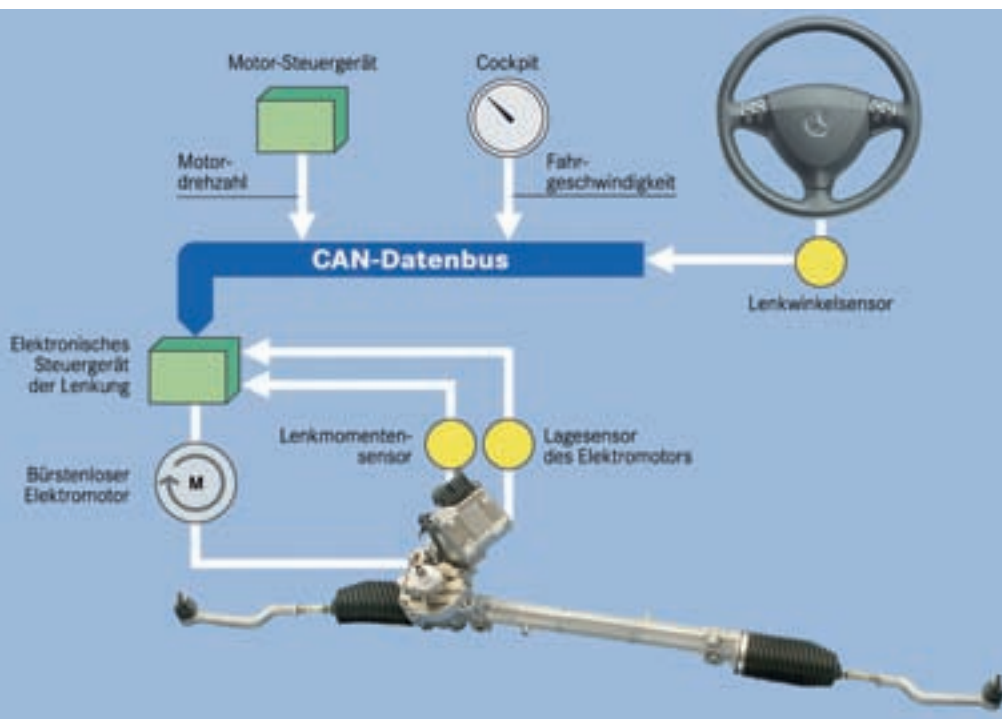 Motor-Steuergerät
Cockpit
Motor-
drehzahl
Fahr-
geschwindigkeit
CAN-Datenbus
Lenkwinkelsensor
Elektronisches
Steuergerät
der Lenkung
Lenkmomenten-
sensor
Lagesensor
des Elektromotors
Bürstenloser
Elektromotor
M